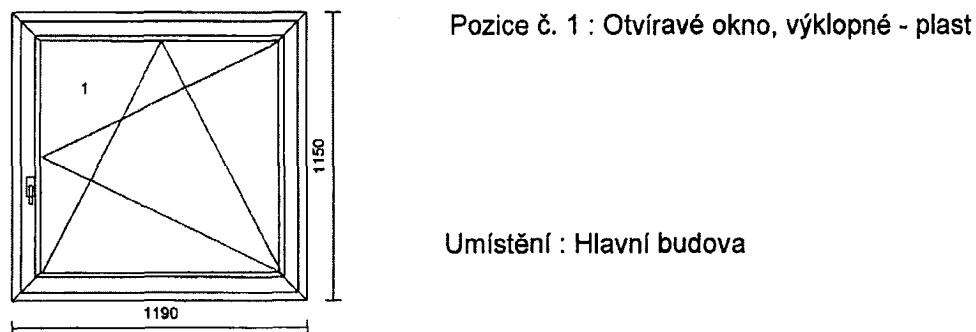 Pozice č. 1 : Otvíravé okno, výklopné - plast
1
1150
Umístění : Hlavní budova
1190